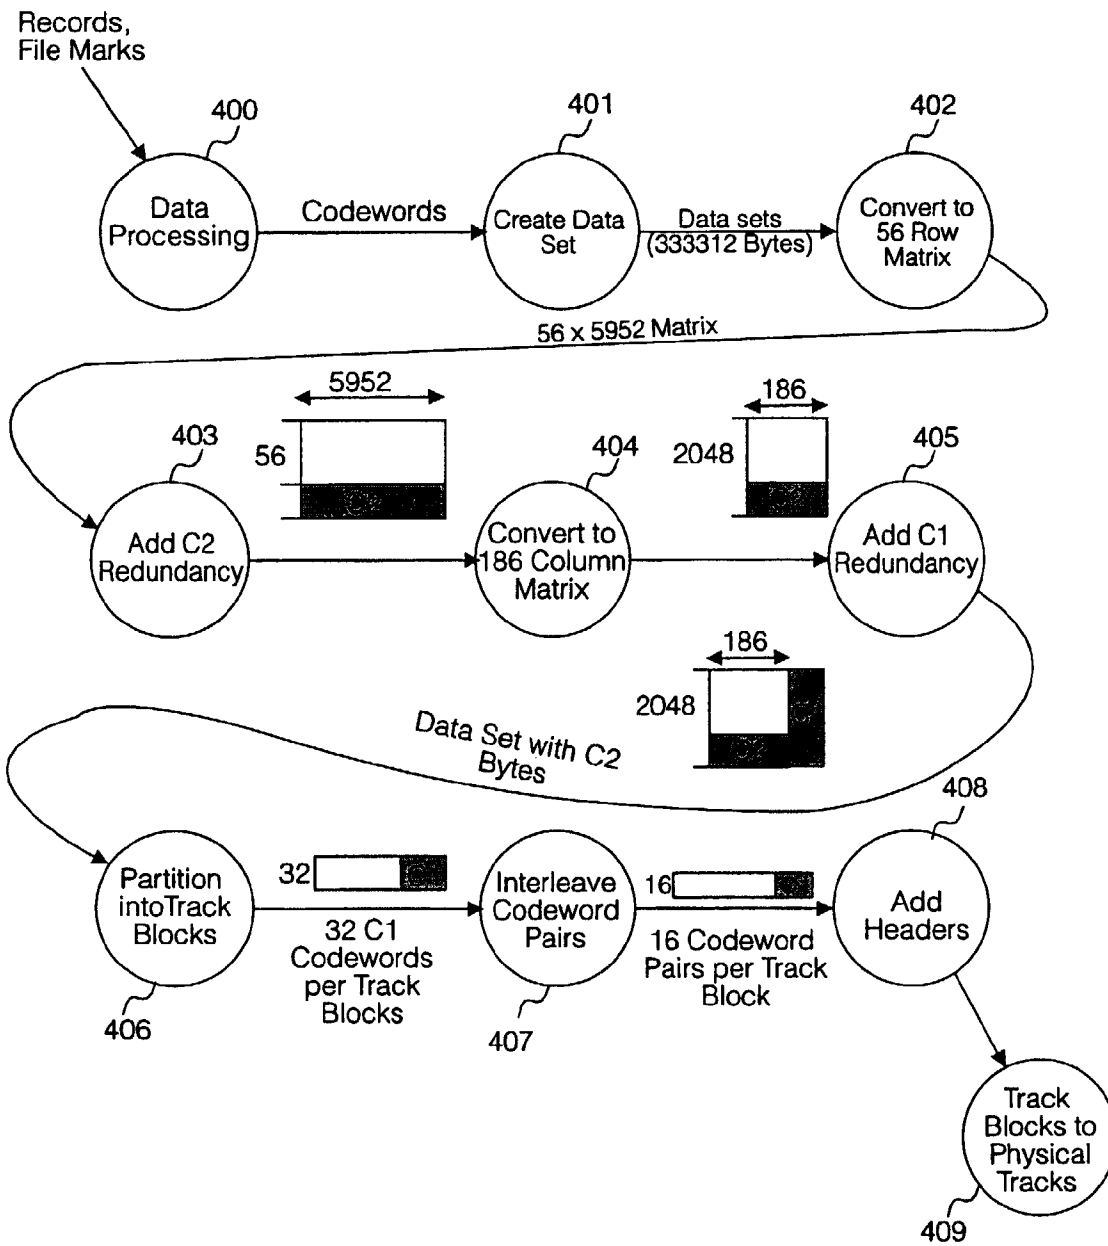 Records,
File Marks
400
401
402
Data
Processing
Codewords
Create Data
Set
Data sets
(333312 Bytes)
Convert to
56 Row
Matrix
56 x 5952 Matrix
5952
186
403
56
404
2048
405
C2
Add C2
Redundancy
Convert to
186 Column
Matrix
Add C1
Redundancy
186
2048
C2
Data Set with C2
Bytes
408
Partition
intoTrack
Blocks
32
C1
Interleave
Codeword
Pairs
16
Add
Headers
32 C1
Codewords
per Track
Blocks
16 Codeword
Pairs per Track
Block
406
407
Track
Blocks to
Physical
Tracks
409